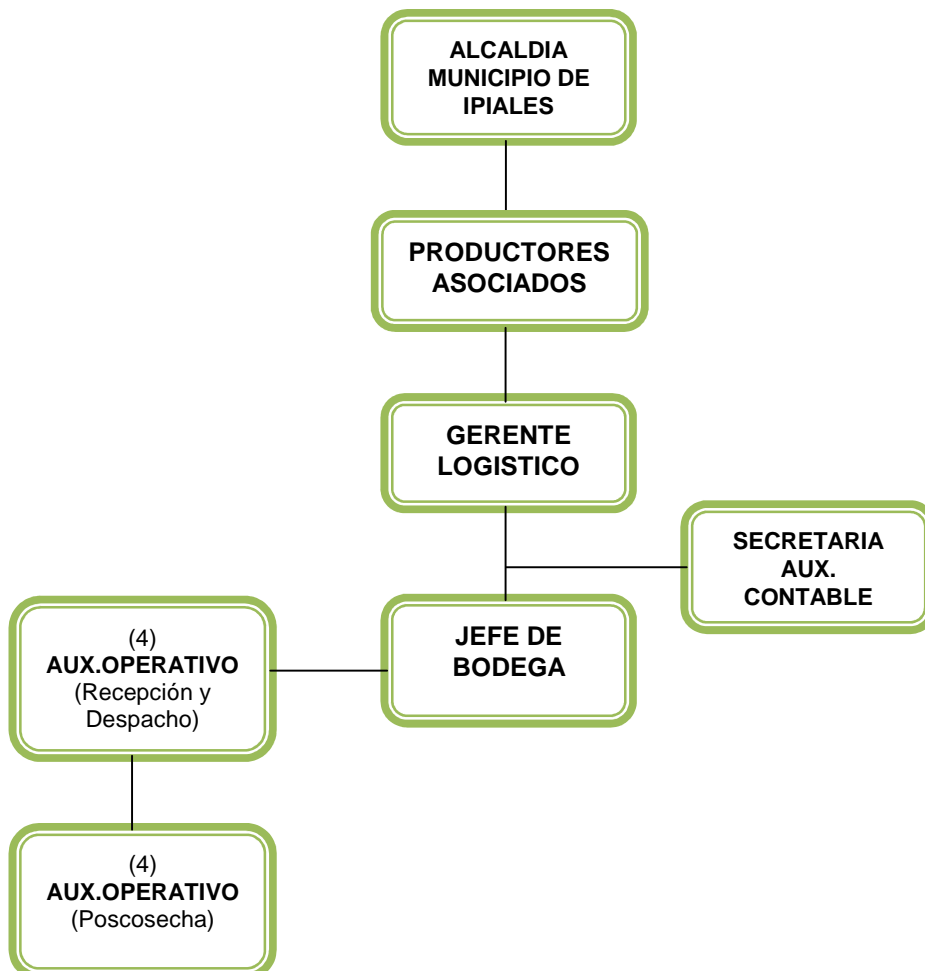 ALCALDIA
MUNICIPIO DE
IPIALES
PRODUCTORES
ASOCIADOS
GERENTE
LOGISTICO
SECRETARIA
AUX.
CONTABLE
JEFE DE
BODEGA
(4)
AUX.OPERATIVO
(Recepción y
Despacho)
(4)
AUX.OPERATIVO
(Poscosecha)